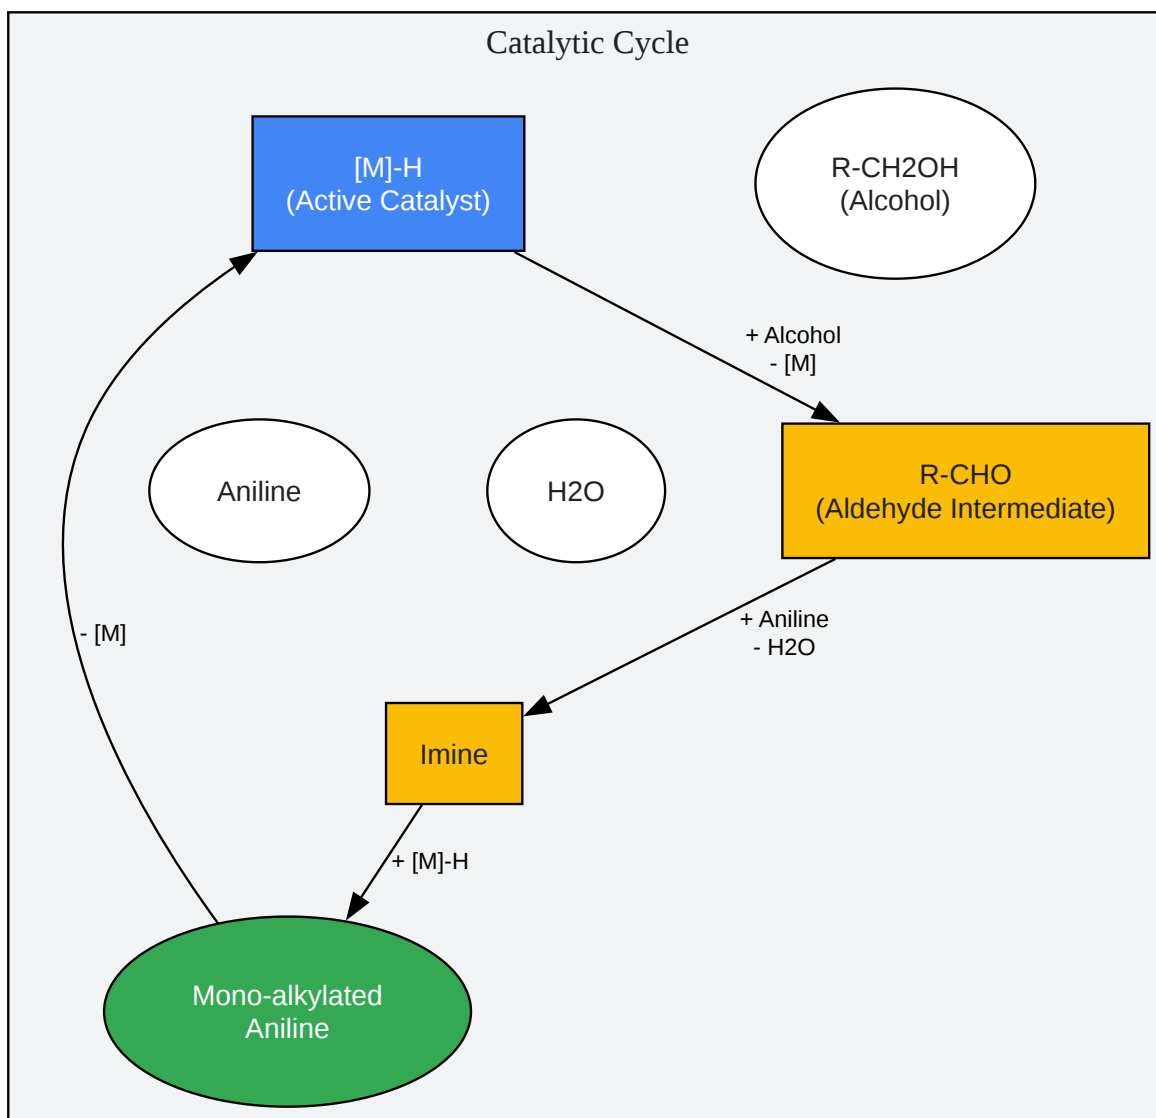 Catalytic Cycle
[M]-H
(Active Catalyst)
R-CH2OH
(Alcohol)
+ Alcohol
- [M]
Aniline
H2O
R-CHO
(Aldehyde Intermediate)
+ Aniline
- H2O
- [M]
Imine
+ [M]-H
Mono-alkylated
Aniline